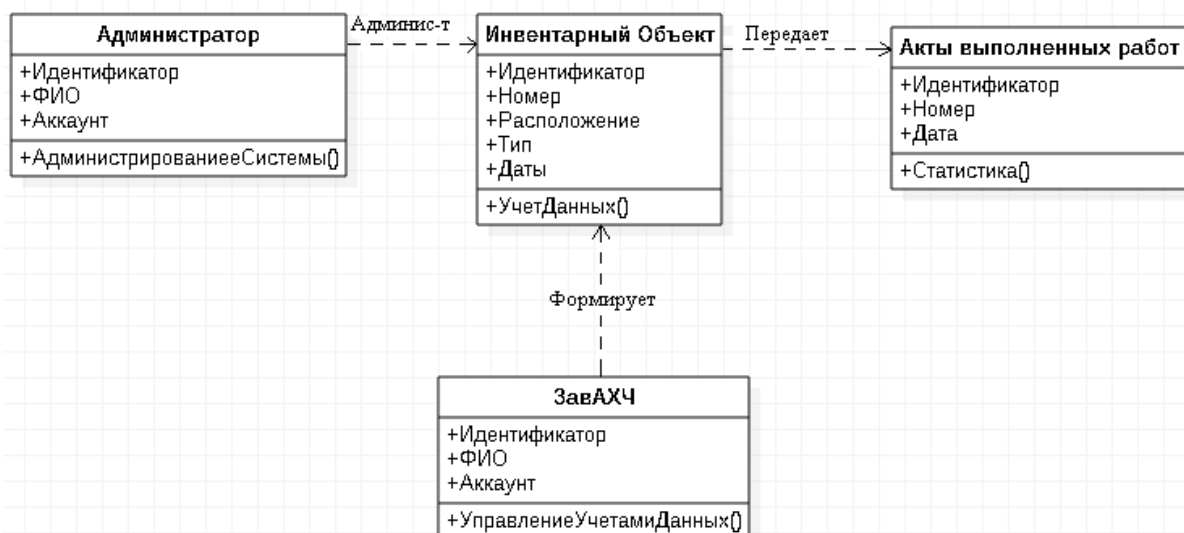 Администратор
+Идентификатор
+ФИО
+Аккаунт
+АдминистрированиееСистемы()
Админис-т
Инвентарный Объект
+Идентификатор
+Номер
+Расположение
+Тип
+Даты
+УчетДанных()
Передает
Акты выполненных работ
+Идентификатор
+Номер
+Дата
+Статистика()
Формирует
ЗавАХЧ
+Идентификатор
+ФИО
+Аккаунт
+УправлениеУчетамиДанных()